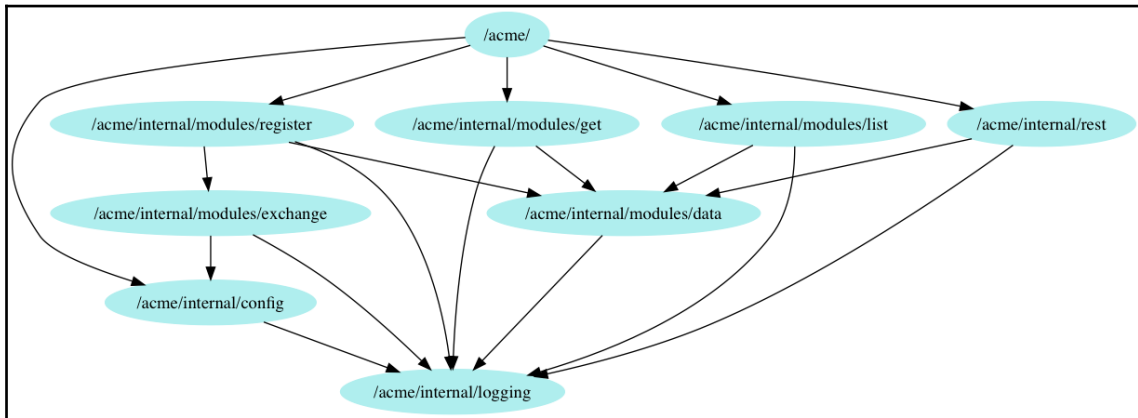 /acme/
/acme/internal/modules/register
/acme/internal/modules/get
/acme/internal/modules/list
/acme/internal/rest
/acme/internal/modules/exchange
/acme/internal/modules/data
/acme/internal/config
/acme/internal/logging